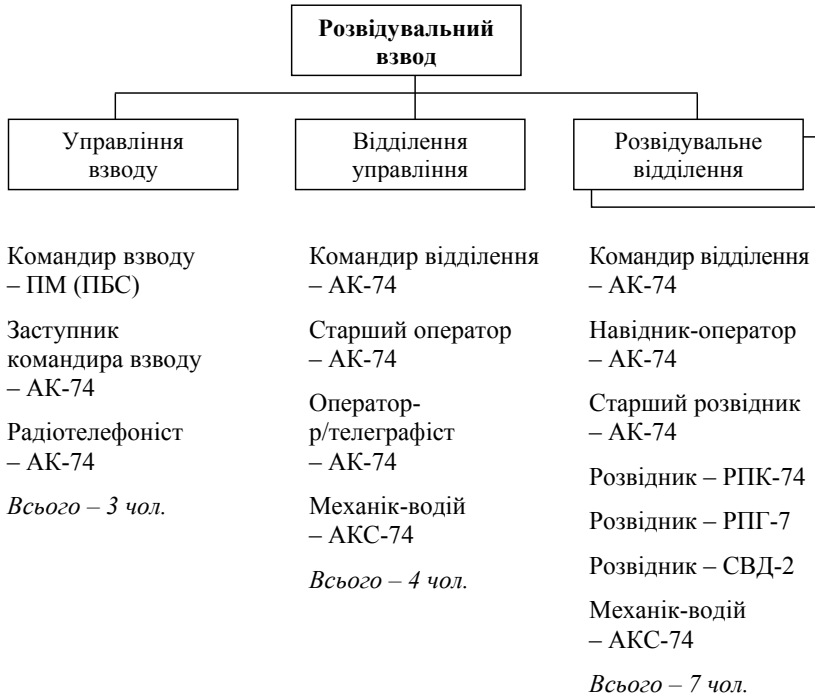 Розвідувальний
взвод
Управління
взводу
Відділення
управління
Розвідувальне
відділення
Командир взводу
– ПМ (ПБС)
Заступник
командира взводу
– АК-74
Радіотелефоніст
– АК-74
Всього – 3 чол.
Командир відділення
– АК-74
Старший оператор
– АК-74
Оператор-
р/телеграфіст
– АК-74
Механік-водій
– АКС-74
Всього – 4 чол.
Командир відділення
– АК-74
Навідник-оператор
– АК-74
Старший розвідник
– АК-74
Розвідник – РПК-74
Розвідник – РПГ-7
Розвідник – СВД-2
Механік-водій
– АКС-74
Всього – 7 чол.